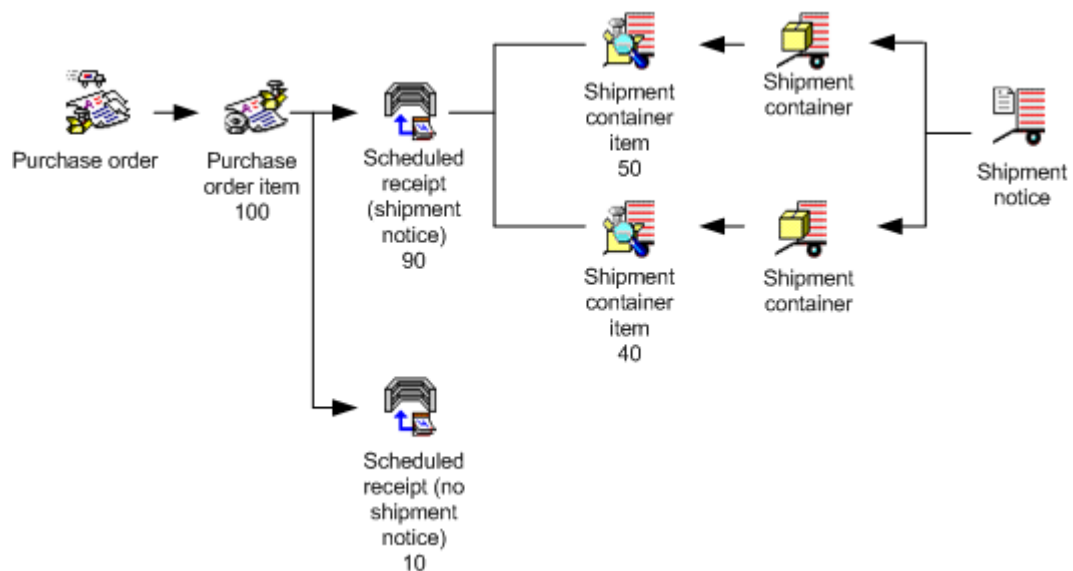 Purchase order
Purchase
order item
100
Scheduled
receipt
(shipment
notice)
90
Shipment
container
item
50
Shipment
container
Shipment
notice
Shipment
container
item
40
Shipment
container
Scheduled
receipt (no
shipment
notice)
10